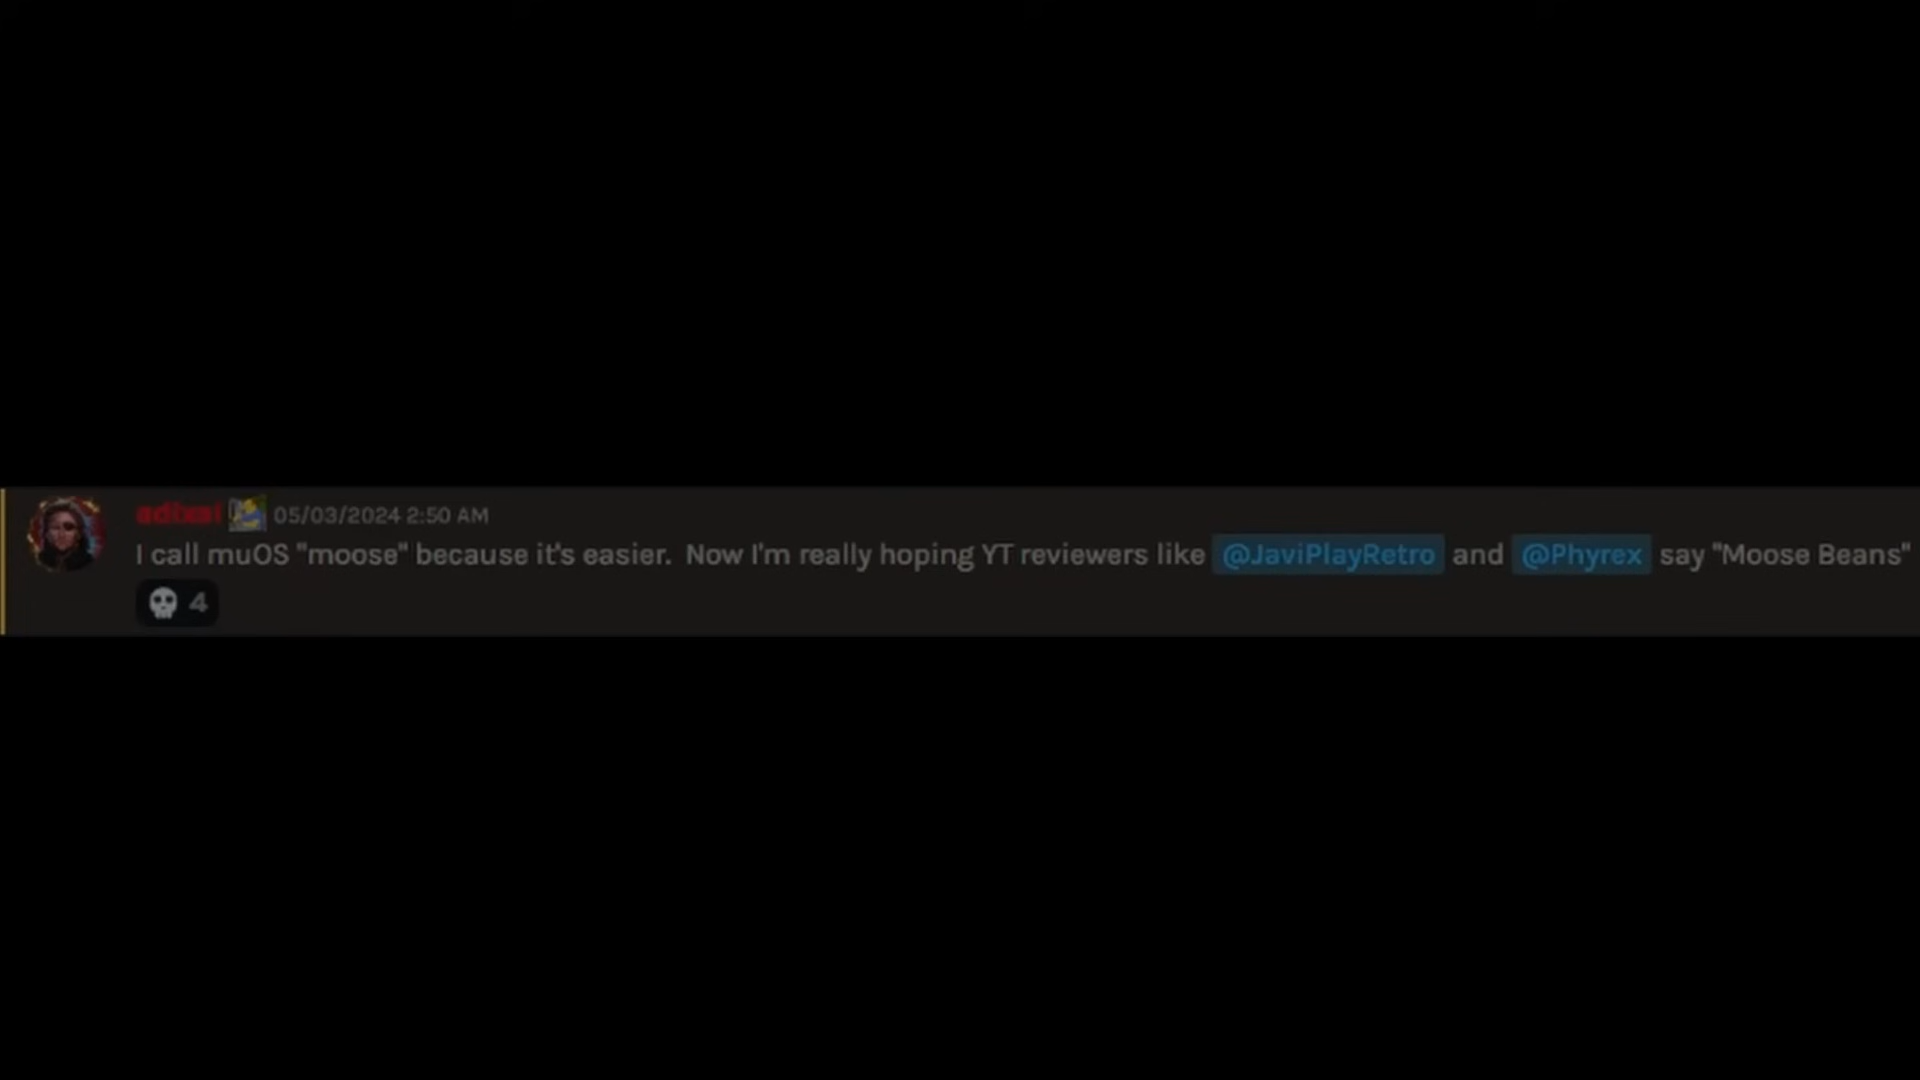 adixal 05/03/2024 2:50 AM
I call muOS "moose" because it's easier. Now I'm really hoping YT reviewers like @JaviPlayRetro and @Phyrex say "Moose Beans"
4